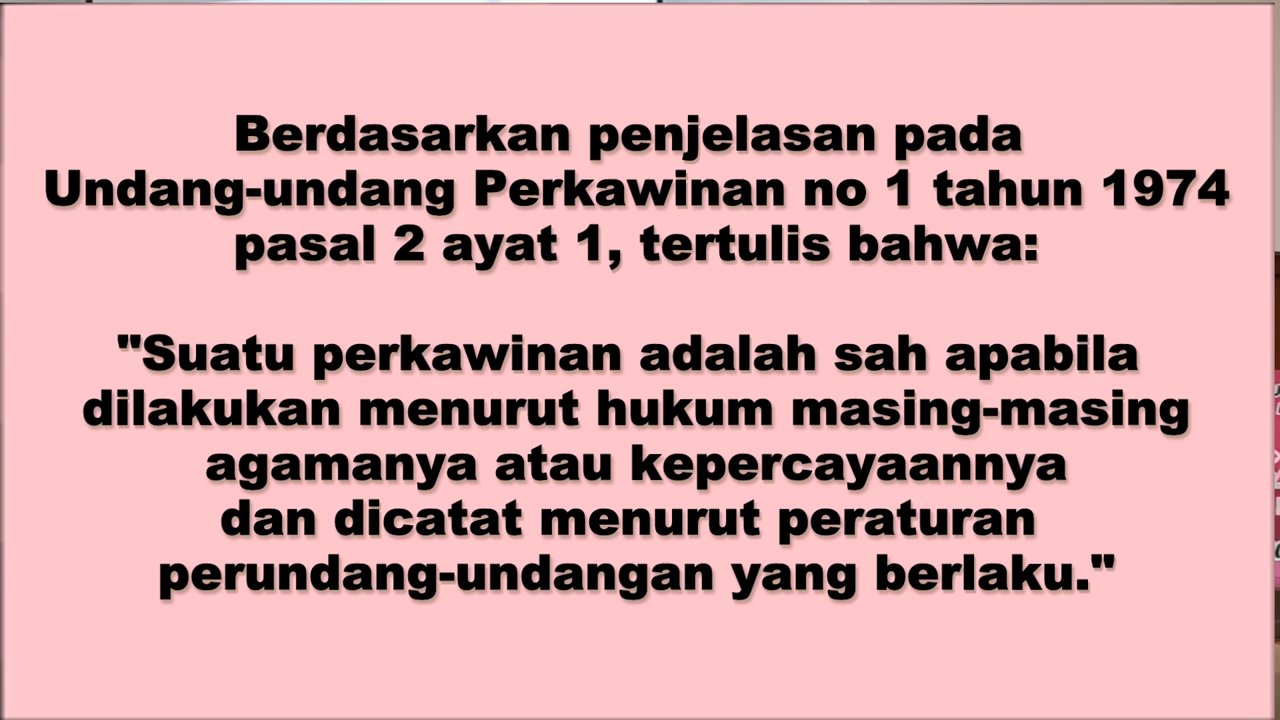 Berdasarkan penjelasan pada
Undang-undang Perkawinan no 1 tahun 1974
pasal 2 ayat 1, tertulis bahwa:
"Suatu perkawinan adalah sah apabila
dilakukan menurut hukum masing-masing
agamanya atau kepercayaannya
dan dicatat menurut peraturan
perundang-undangan yang berlaku."